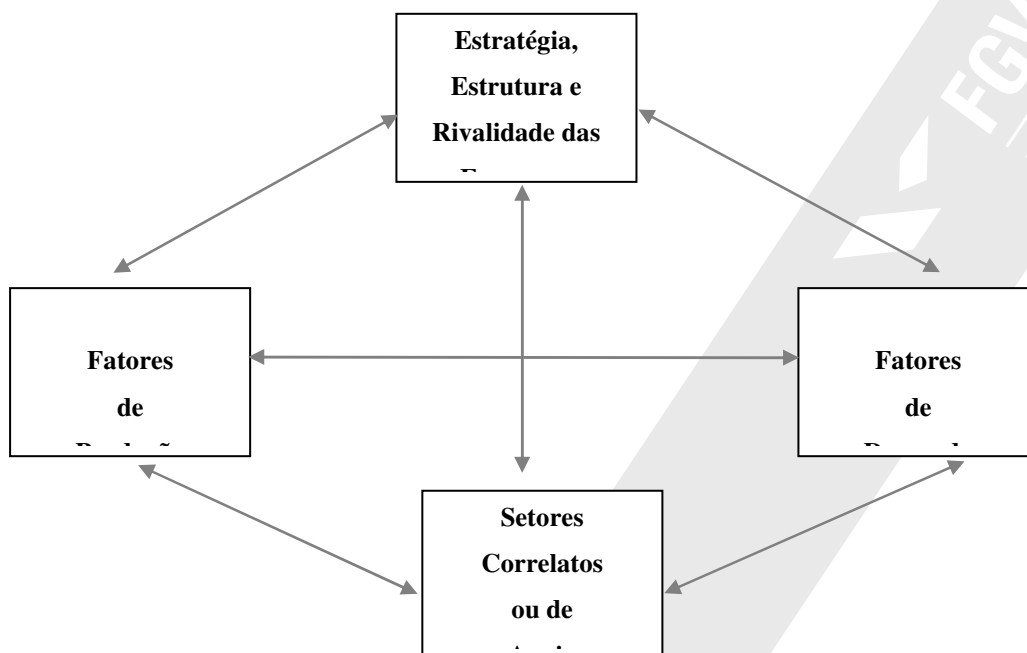 Estratégia,
Estrutura e
Rivalidade das
Fatores
de
Fatores
de
Setores
Correlatos
ou de